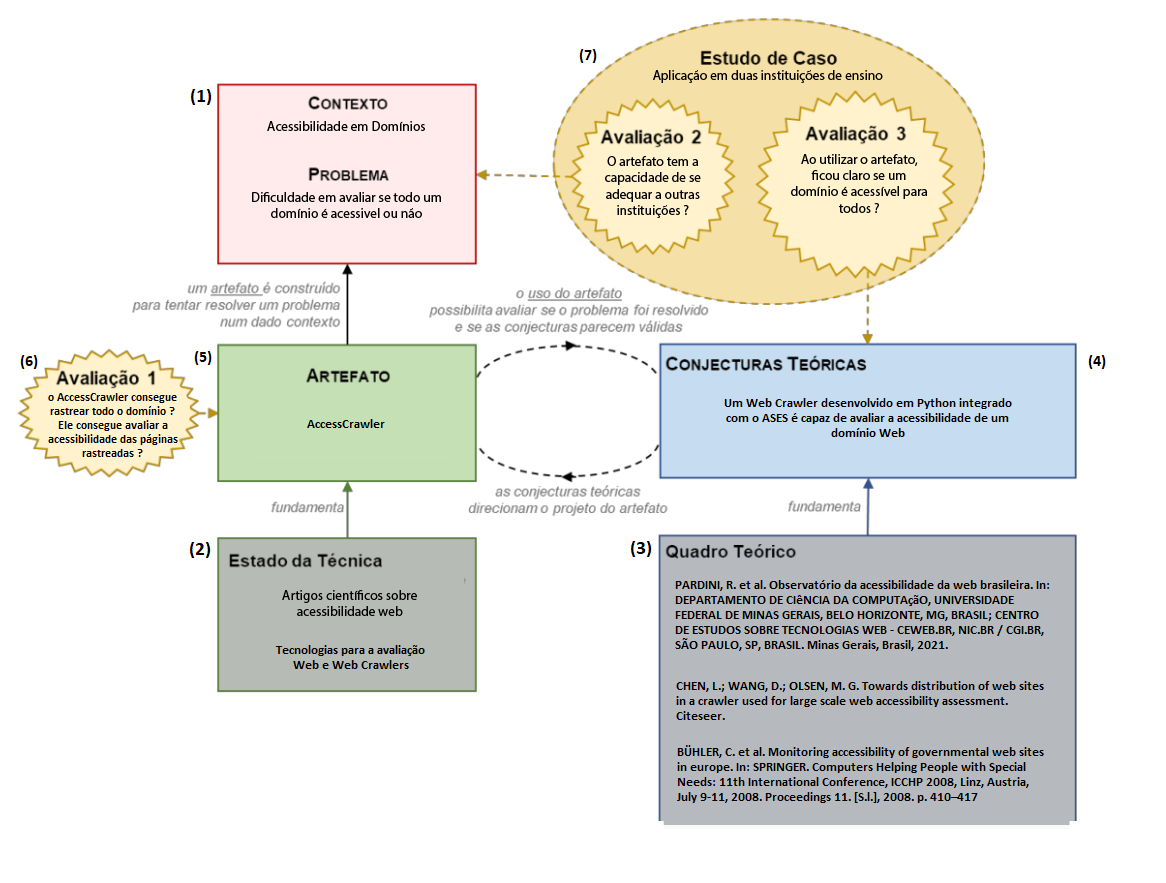 (7)
Estudo de Caso
Aplicação em duas instituições de ensino
(1)
CONTEXTO
Acessibilidade em Domínios
PROBLEMA
Dificuldade em avaliar se todo um
domínio é acessivel ou náo
Avaliação 2
O artefato tem a
capacidade de se
adequar a outras
instituições ?
Avaliação 3
Ao utilizar o artefato,
ficou claro se um
domínio é acessível para
todos ?
um artefato é construído
para tentar resolver um problema
num dado contexto
o uso do artefato
possibilita avaliar se o problema foi resolvido
e se as conjecturas parecem válidas
(6)
Avaliação 1
o AccessCrawler consegue
rastrear todo o domínio ?
Ele consegue avaliar a
acessibilidade das páginas
rastreadas ?
(5)
ARTEFATO
AccessCrawler
(4)
CONJECTURAS TEÓRICAS
Um Web Crawler desenvolvido em Python integrado
com o ASES é capaz de avaliar a acessibilidade de um
domínio Web
as conjecturas teóricas
direcionam o projeto do artefato
fundamenta
fundamenta
(2)
Estado da Técnica
Artigos científicos sobre
acessibilidade web
Tecnologias para a avaliação
Web e Web Crawlers
(3)
Quadro Teórico
PARDINI, R. et al. Observatório da acessibilidade da web brasileira. In:
DEPARTAMENTO DE CIêNCIA DA COMPUTAçãO, UNIVERSIDADE
FEDERAL DE MINAS GERAIS, BELO HORIZONTE, MG, BRASIL; CENTRO
DE ESTUDOS SOBRE TECNOLOGIAS WEB - CEWEB.BR, NIC.BR / CGI.BR,
SÃO PAULO, SP, BRASIL. Minas Gerais, Brasil, 2021.
CHEN, L.; WANG, D.; OLSEN, M. G. Towards distribution of web sites
in a crawler used for large scale web accessibility assessment.
Citeseer.
BÜHLER, C. et al. Monitoring accessibility of governmental web sites
in europe. In: SPRINGER. Computers Helping People with Special
Needs: 11th International Conference, ICCHP 2008, Linz, Austria,
July 9-11, 2008. Proceedings 11. [S.l.], 2008. p. 410–417